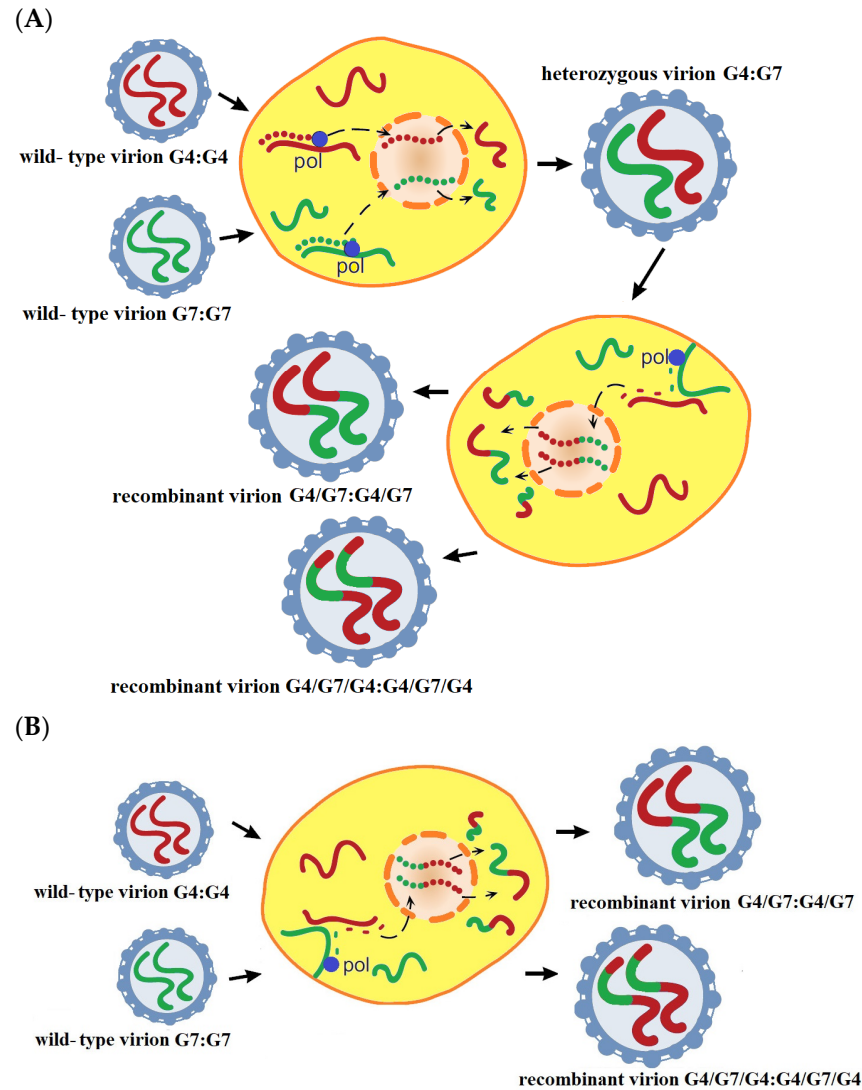 (A)
heterozygous virion G4:G7
wild- type virion G4:G4
pol
pol
wild- type virion G7:G7
pol
recombinant virion G4/G7:G4/G7
recombinant virion G4/G7/G4:G4/G7/G4
(B)
wild-type virion G4:G4
recombinant virion G4/G7:G4/G7
pol
wild-type virion G7:G7
recombinant virion G4/G7/G4:G4/G7/G4